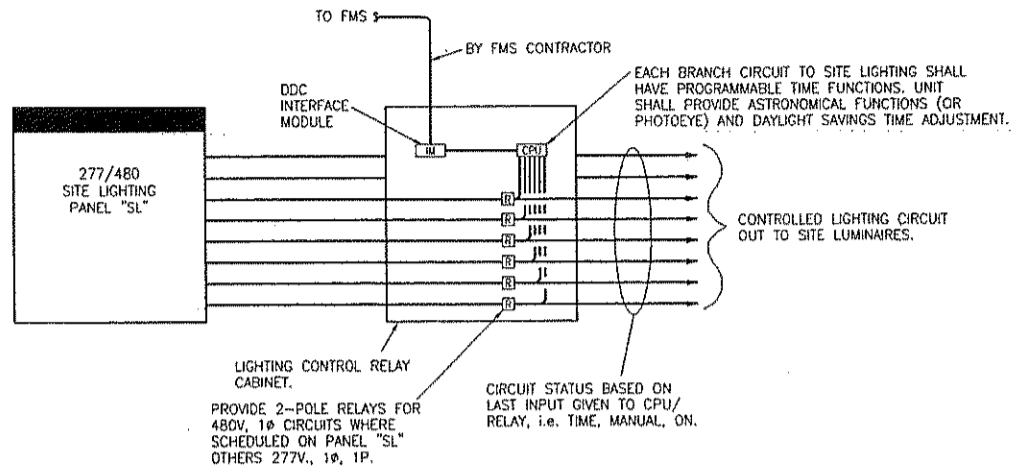 TO FMS
BY FMS CONTRACTOR
DDC
INTERFACE
MODULE
EACH BRANCH CIRCUIT TO SITE LIGHTING SHALL
HAVE PROGRAMMABLE TIME FUNCTIONS. UNIT
SHALL PROVIDE ASTRONOMICAL FUNCTIONS (OR
PHOTOEYE) AND DAYLIGHT SAVINGS TIME ADJUSTMENT.
IM
CPU
277/480
SITE LIGHTING
PANEL "SL"
R
R
R
R
R
R
CONTROLLED LIGHTING CIRCUIT
OUT TO SITE LUMINAIRES.
LIGHTING CONTROL RELAY
CABINET.
PROVIDE 2-POLE RELAYS FOR
480V, 1ø CIRCUITS WHERE
SCHEDULED ON PANEL "SL"
OTHERS 277V., 1ø, 1P.
CIRCUIT STATUS BASED ON
LAST INPUT GIVEN TO CPU/
RELAY, i.e. TIME, MANUAL, ON.